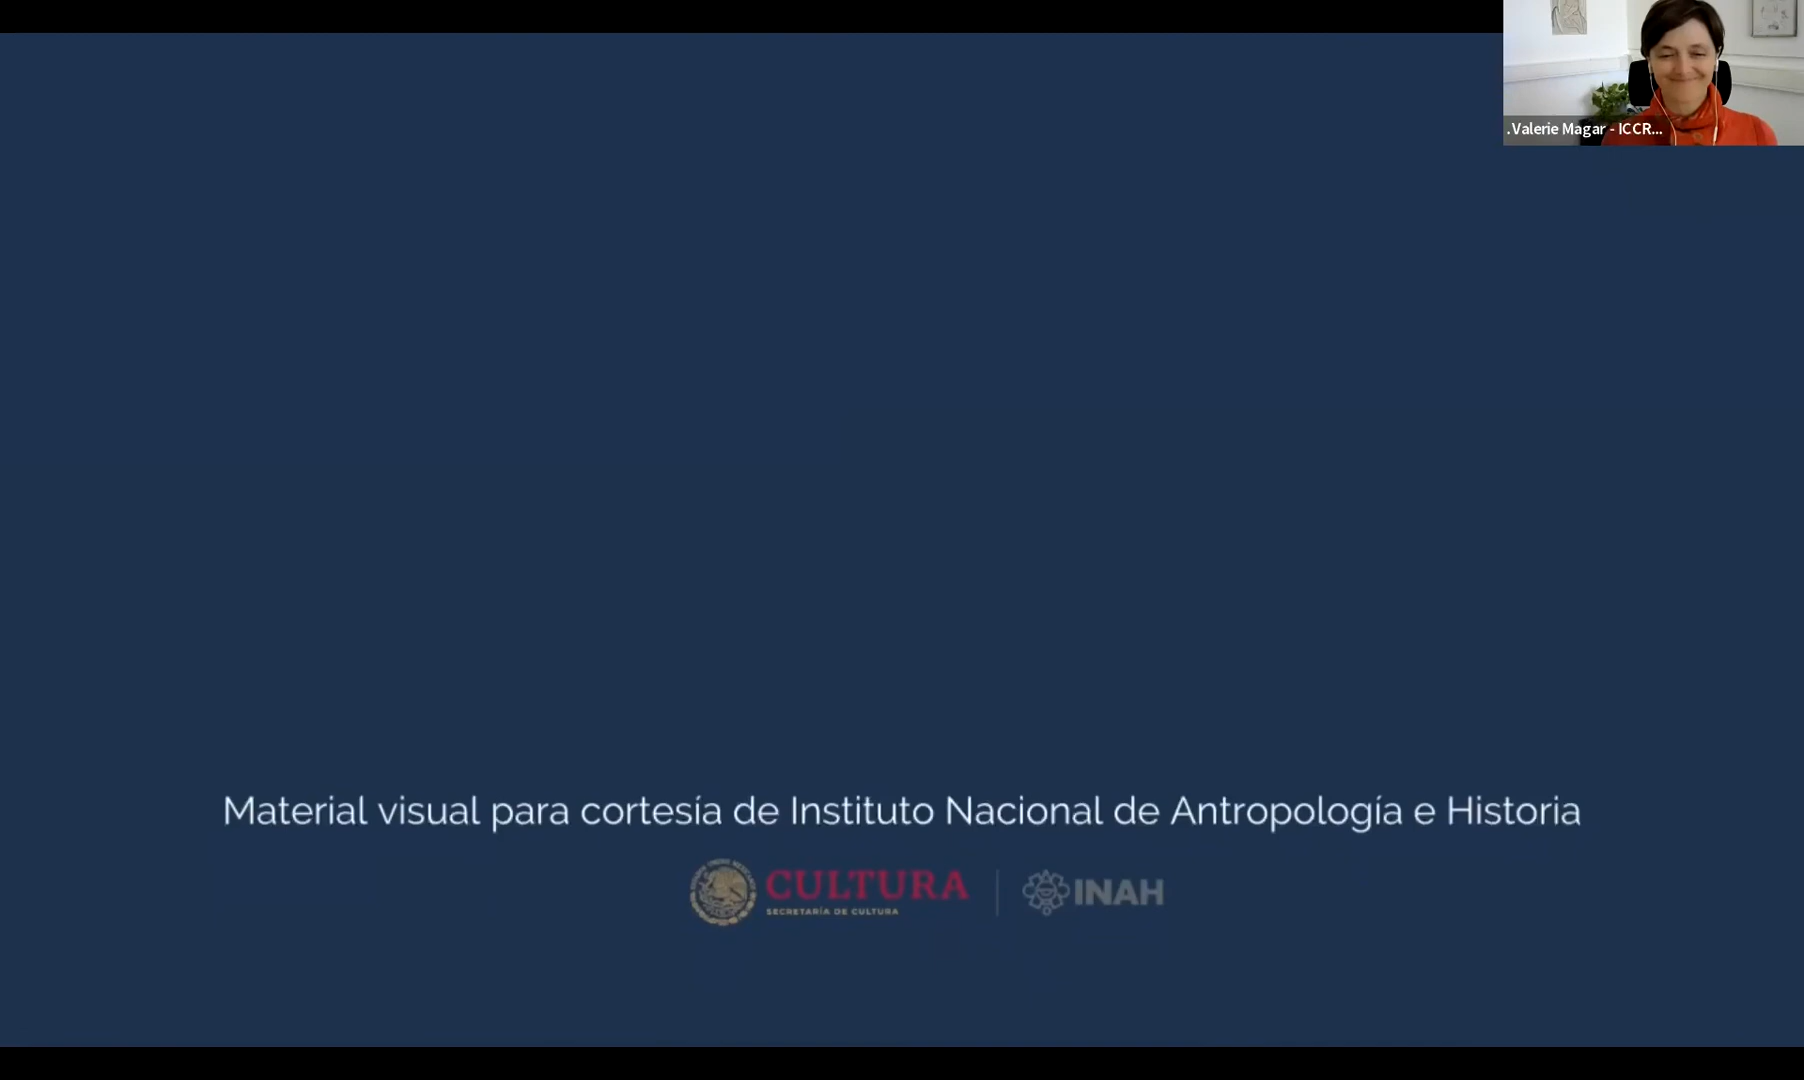 . Valerie Magar - ICCR...
Material visual para cortesía de Instituto Nacional de Antropología e Historia
CULTURA
SECRETARÍA DE CULTURA
INAH